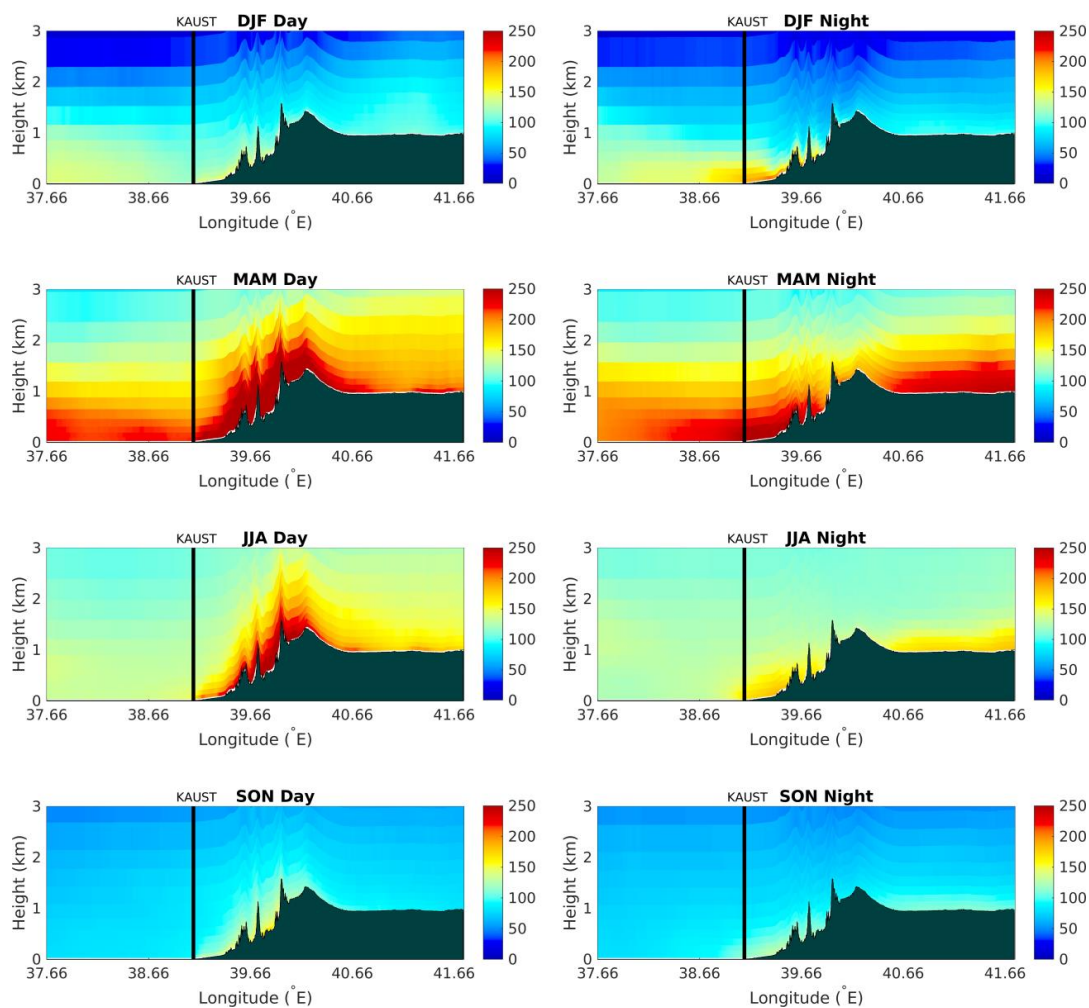 KAUST DJF Day
Height (km)
3
2
1
0
37.66 38.66 39.66 40.66 41.66
Longitude (°E)
250
200
150
100
50
0
KAUST DJF Night
Height (km)
3
2
1
0
37.66 38.66 39.66 40.66 41.66
Longitude (°E)
250
200
150
100
50
0
KAUST MAM Day
Height (km)
3
2
1
0
37.66 38.66 39.66 40.66 41.66
Longitude (°E)
250
200
150
100
50
0
KAUST MAM Night
Height (km)
3
2
1
0
37.66 38.66 39.66 40.66 41.66
Longitude (°E)
250
200
150
100
50
0
KAUST JJA Day
Height (km)
3
2
1
0
37.66 38.66 39.66 40.66 41.66
Longitude (°E)
250
200
150
100
50
0
KAUST JJA Night
Height (km)
3
2
1
0
37.66 38.66 39.66 40.66 41.66
Longitude (°E)
250
200
150
100
50
0
KAUST SON Day
Height (km)
3
2
1
0
37.66 38.66 39.66 40.66 41.66
Longitude (°E)
250
200
150
100
50
0
KAUST SON Night
Height (km)
3
2
1
0
37.66 38.66 39.66 40.66 41.66
Longitude (°E)
250
200
150
100
50
0